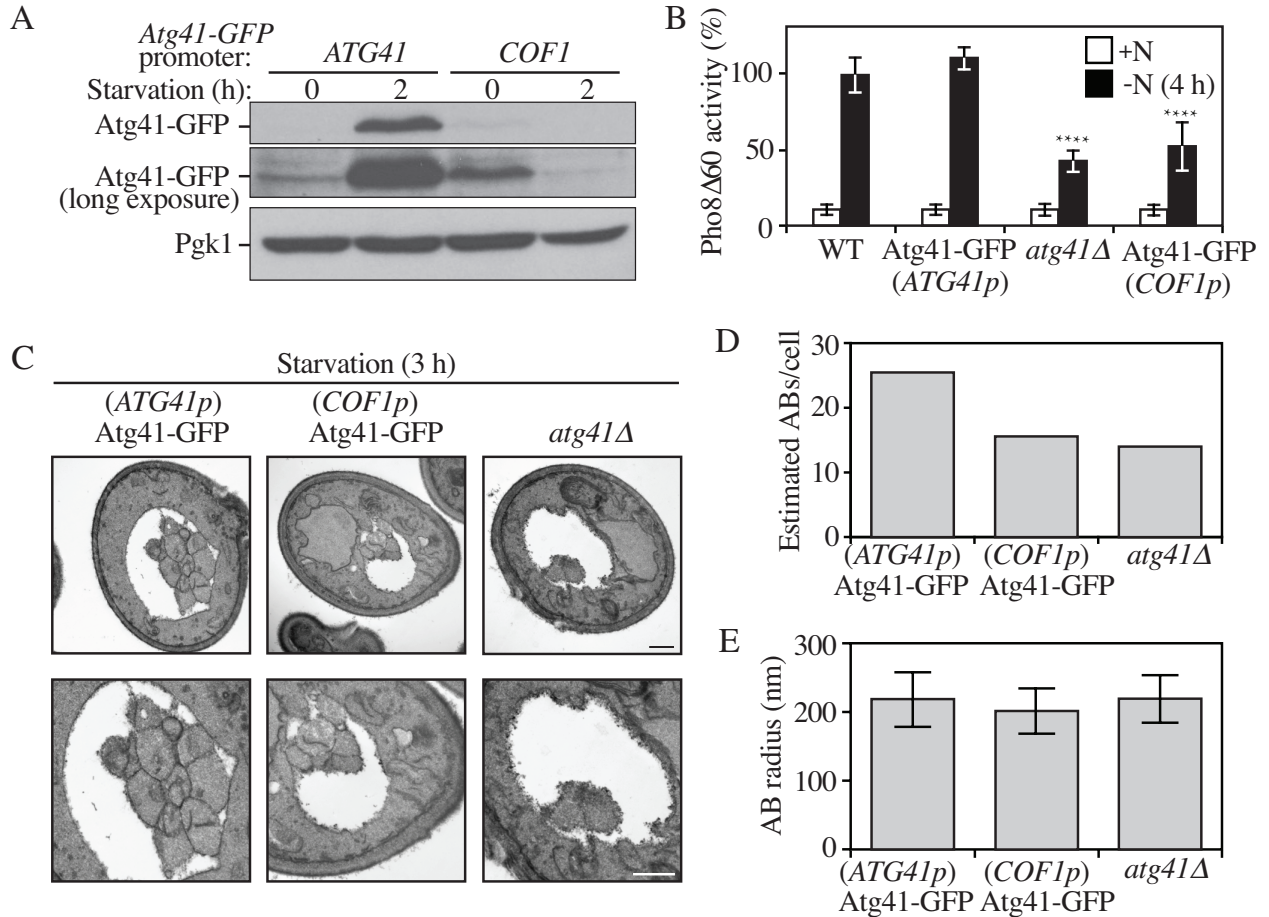 A
Atg41-GFP
promoter: ATG41 COF1
Starvation (h): 0 2 0 2
Atg41-GFP
Atg41-GFP
(long exposure)
Pgk1
B
Pho8Δ60 activity (%)
100
50
0
+N
-N (4 h)
****
****
WT Atg41-GFP atg41Δ Atg41-GFP
(ATG41p) (COF1p)
C
Starvation (3 h)
(ATG41p) (COF1p)
Atg41-GFP Atg41-GFP atg41Δ
D
Estimated ABs/cell
30
20
10
0
(ATG41p) (COF1p) atg41Δ
Atg41-GFP Atg41-GFP
E
AB radius (nm)
300
200
100
0
(ATG41p) (COF1p) atg41Δ
Atg41-GFP Atg41-GFP